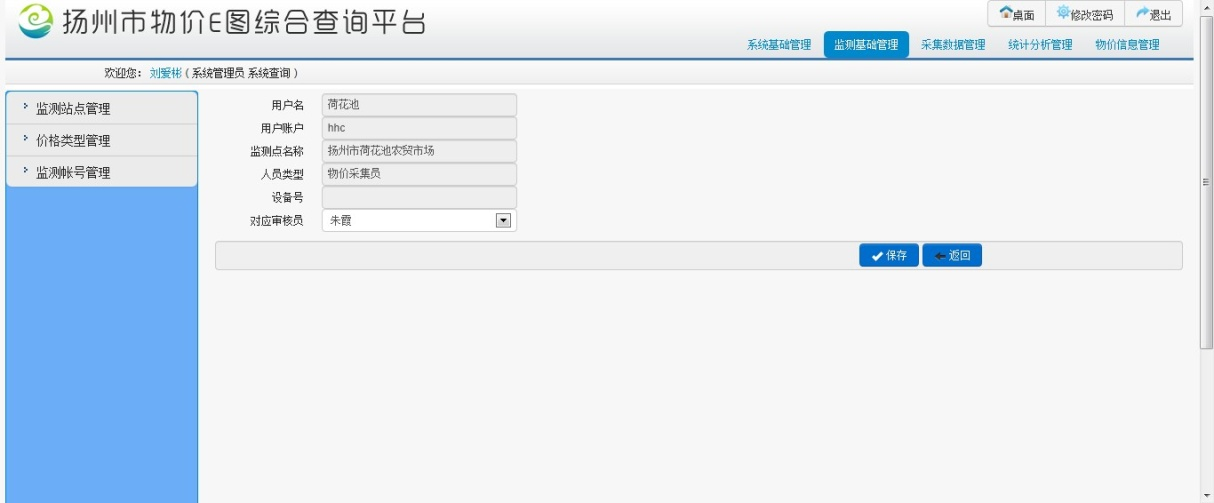 扬州市物价E图综合查询平台
桌面 修改密码 退出
系统基础管理 监测基础管理 采集数据管理 统计分析管理 物价信息管理
欢迎您：刘爱彬（系统管理员 系统查询）
监测站点管理
价格类型管理
监测帐号管理
用户名 荷花池
用户账户 hhc
监测点名称 扬州市荷花池农贸市场
人员类型 物价采集员
设备号
对应审核员 朱霞
保存 返回